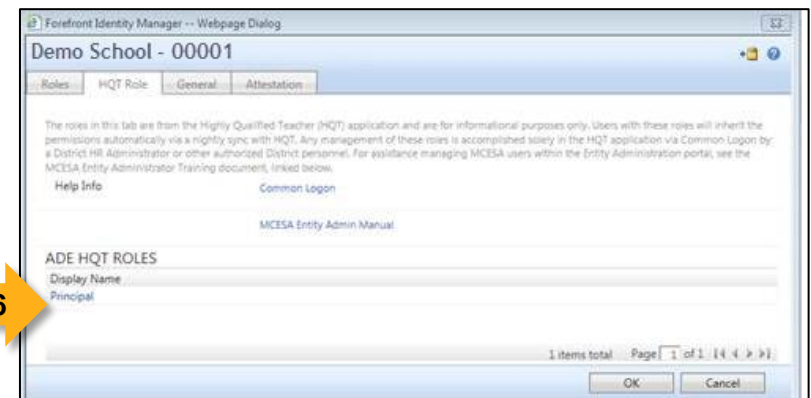 Forefront Identity Manager -- Webpage Dialog
Demo School - 00001
Roles HQT Role General Attestation
The roles in this tab are from the Highly Qualified Teacher (HQT) application and are for informational purposes only. Users with these roles will inherit the
permissions automatically via a nightly sync with HQT. Any management of these roles is accomplished solely in the HQT application via Common Logon by
a District HR Administrator or other authorized District personnel. For assistance managing MCESA users within the Entity Administration portal, see the
MCESA Entity Administrator Training document, linked below.
Help Info Common Logon
MCESA Entity Admin Manual
ADE HQT ROLES
Display Name
6 Principal
1 items total Page 1 of 1
OK Cancel